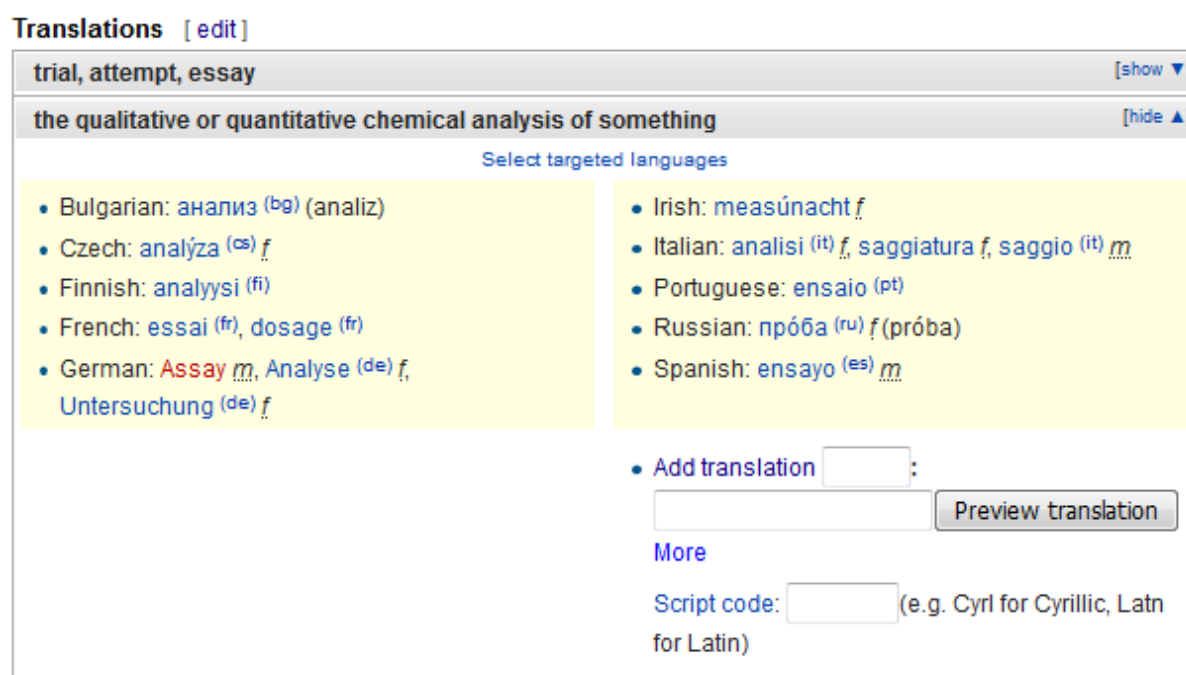 Translations [ edit ]
trial, attempt, essay [show ▼
the qualitative or quantitative chemical analysis of something [hide ▲
Select targeted languages
• Bulgarian: анализ (bg) (analiz)
• Czech: analýza (cs) f
• Finnish: analyysi (fi)
• French: essai (fr), dosage (fr)
• German: Assay m, Analyse (de) f,
Untersuchung (de) f
• Irish: measúnacht f
• Italian: analisi (it) f, saggiatura f, saggio (it) m
• Portuguese: ensaio (pt)
• Russian: про́ба (ru) f (próba)
• Spanish: ensayo (es) m
• Add translation :
Preview translation
More
Script code: (e.g. Cyrl for Cyrillic, Latn
for Latin)